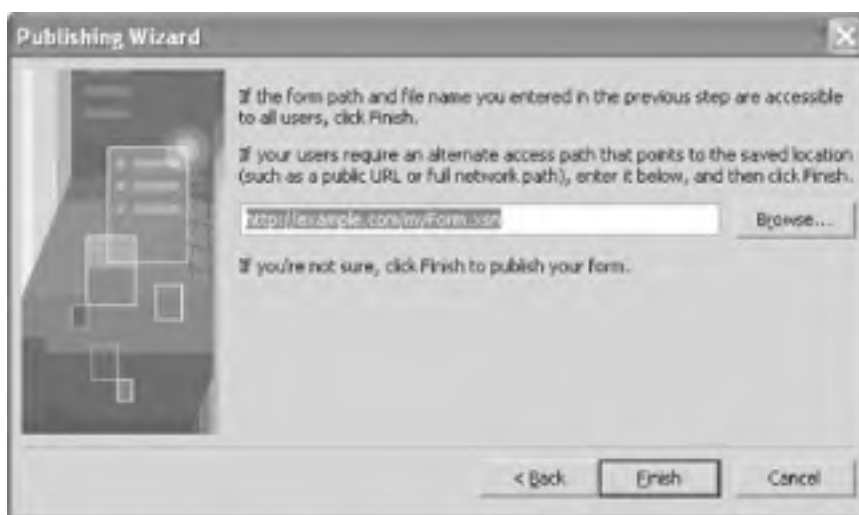 Publishing Wizard
If the form path and file name you entered in the previous step are accessible
to all users, click Finish.
If your users require an alternate access path that points to the saved location
(such as a public URL or full network path), enter it below, and then click Finish.
http://example.com/myForm.xsn
Browse...
If you're not sure, click Finish to publish your form.
< Back
Finish
Cancel